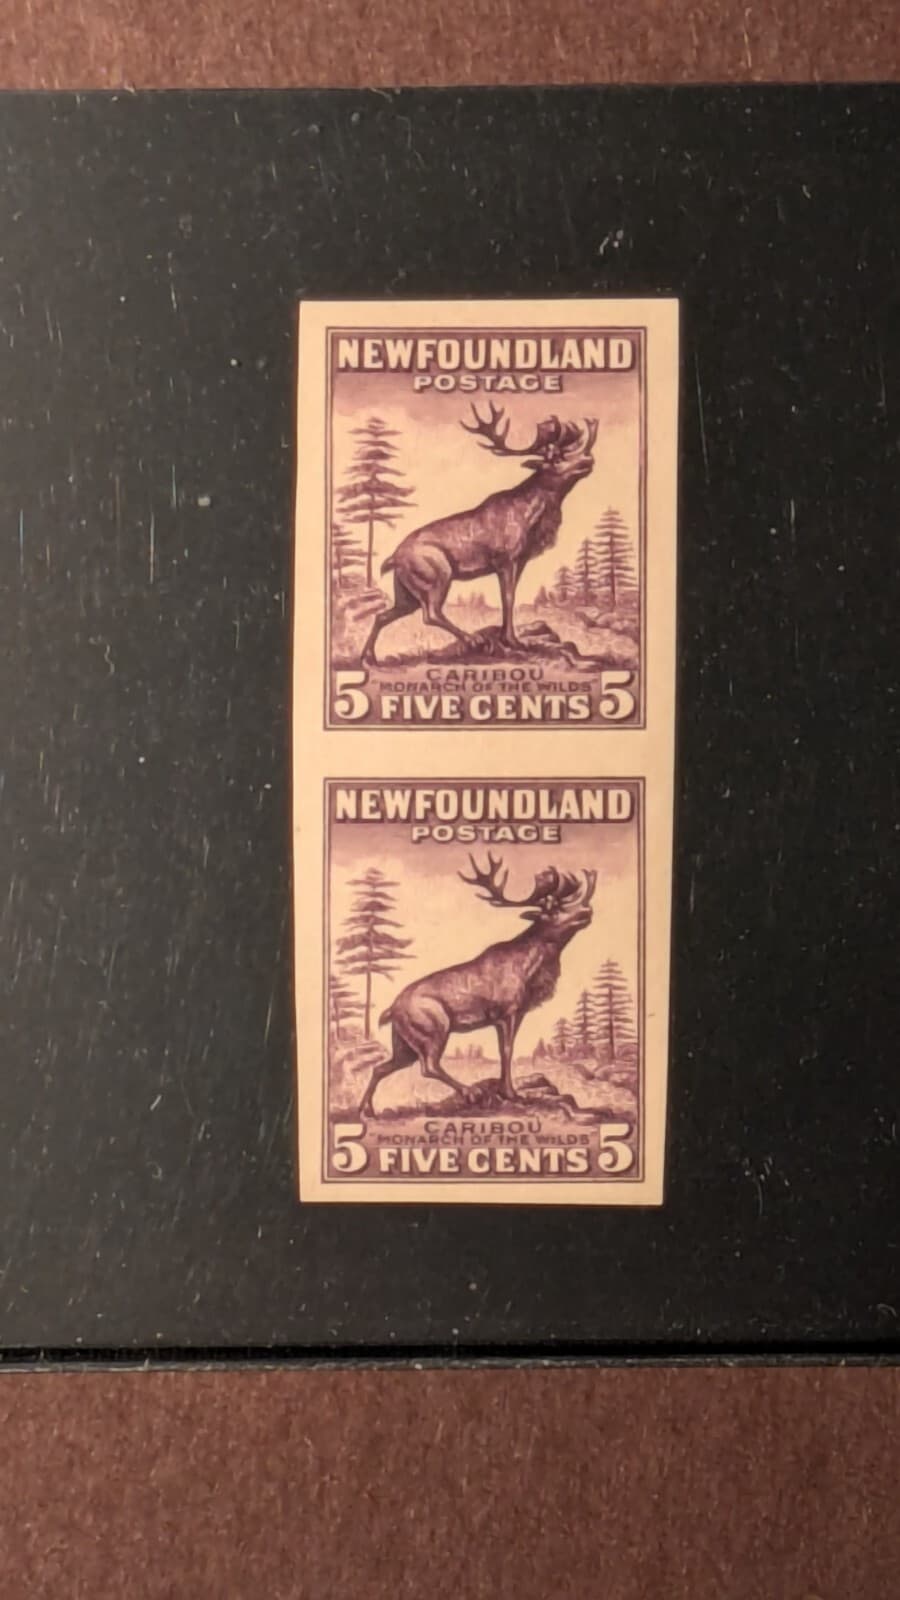 NEWFOUNDLAND
POSTAGE
CARIBOU
MONARCH OF THE WILDS
5 FIVE CENTS 5
NEWFOUNDLAND
POSTAGE
CARIBOU
MONARCH OF THE WILDS
5 FIVE CENTS 5